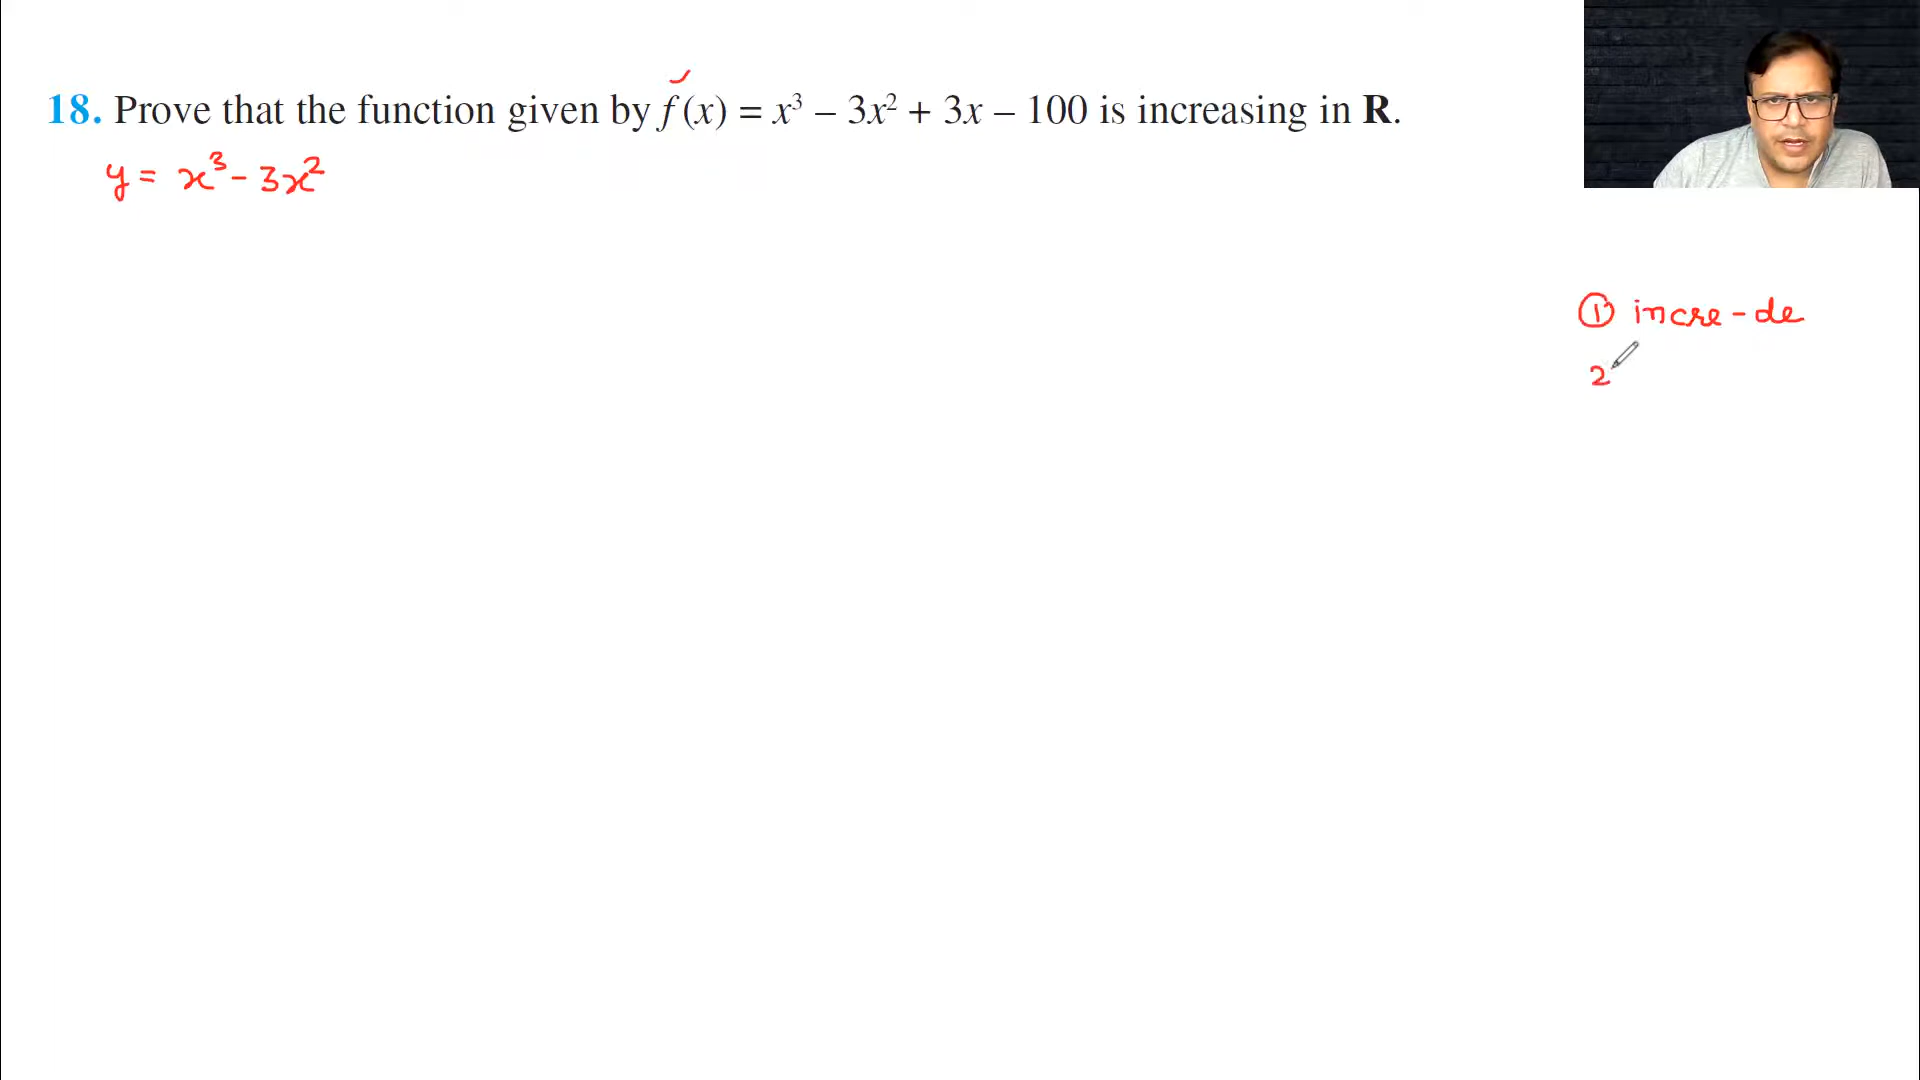 18. Prove that the function given by f (x) = x³ – 3x² + 3x – 100 is increasing in R.
y = x³ - 3x²
① incre - de
2